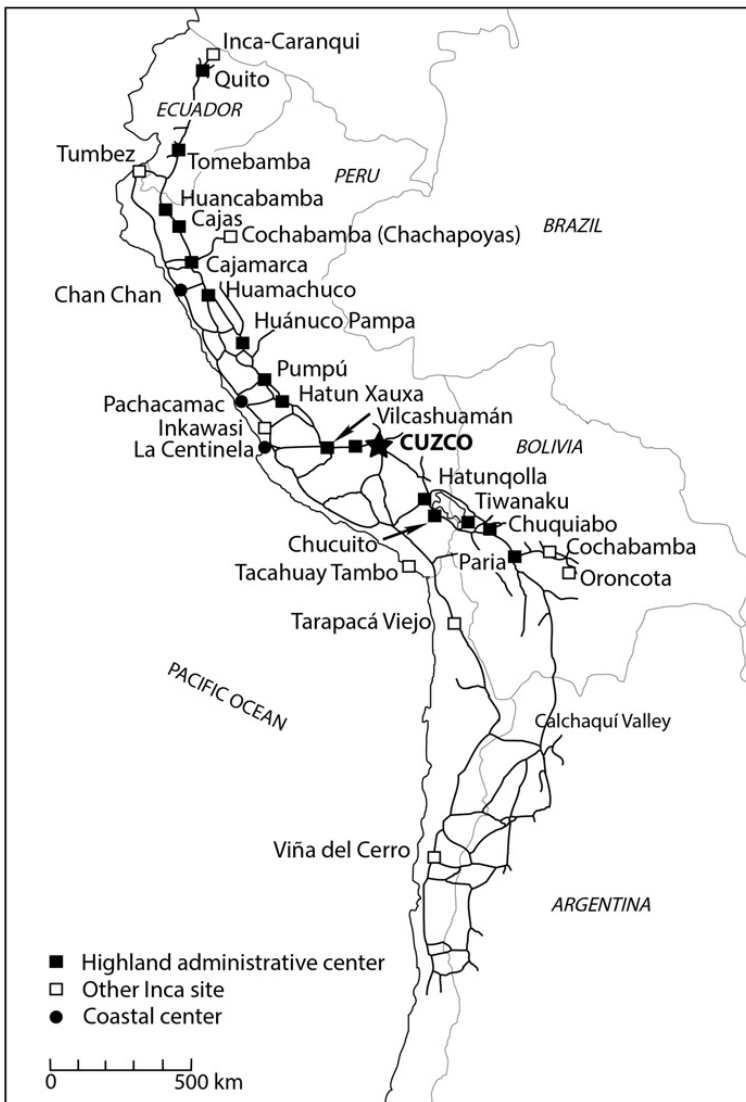 Inca-Caranqui
Quito
ECUADOR
Tumbez
Tomebamba
PERU
Huancabamba
Cajas
BRAZIL
Cochabamba (Chachapoyas)
Cajamarca
Chan Chan
Huamachuco
Huánuco Pampa
Pumpú
Pachacamac
Hatun Xauxa
Inkawasi
Vilcashuamán
La Centinela
CUZCO
BOLIVIA
Hatunqolla
Tiwanaku
Chuquiabo
Chucuito
Cochabamba
Paria
Tacahuay Tambo
Oroncota
Tarapacá Viejo
PACIFIC OCEAN
Calchaquí Valley
Viña del Cerro
ARGENTINA
Highland administrative center
Other Inca site
Coastal center
0 500 km